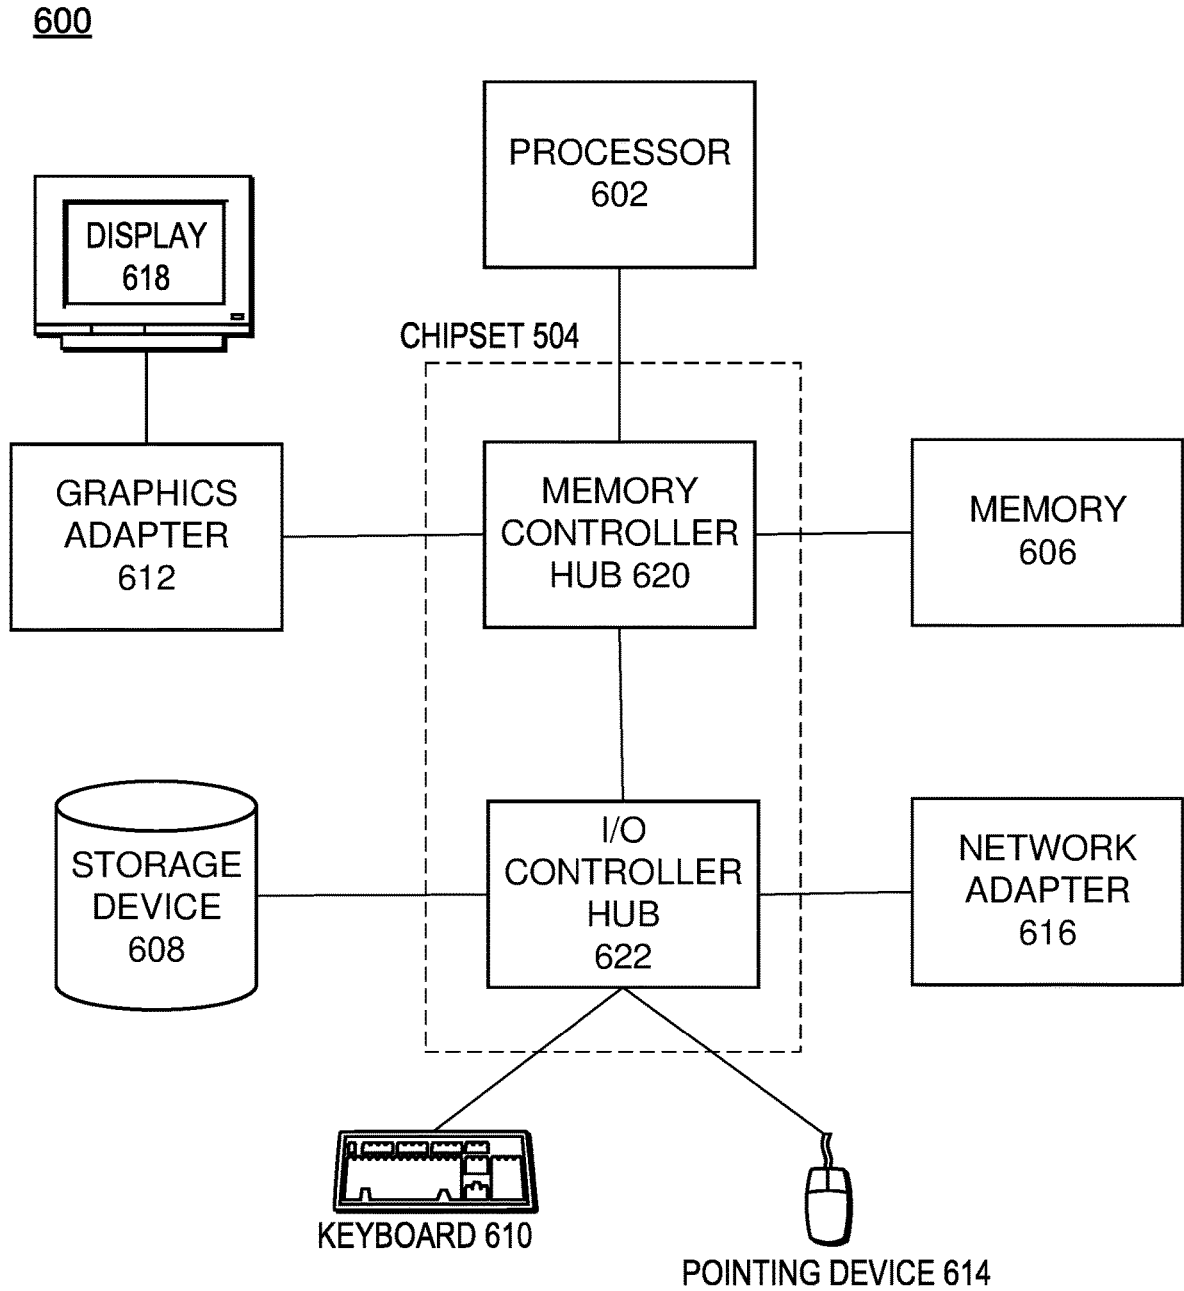 600
PROCESSOR
602
DISPLAY
618
CHIPSET 504
GRAPHICS
ADAPTER
612
MEMORY
CONTROLLER
HUB 620
MEMORY
606
STORAGE
DEVICE
608
I/O
CONTROLLER
HUB
622
NETWORK
ADAPTER
616
KEYBOARD 610
POINTING DEVICE 614